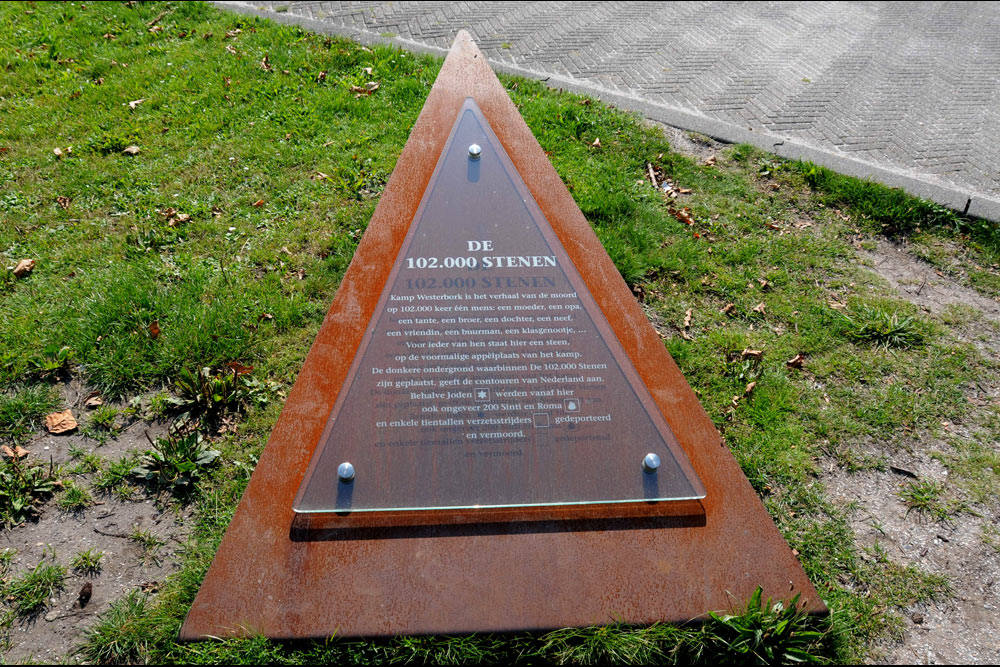 DE
102.000 STENEN
Kamp Westerbork is het verhaal van de moord
op 102.000 keer één mens: een moeder, een opa,
een tante, een broer, een dochter, een neef,
een vriendin, een buurman, een klasgenootje, ...
Voor ieder van hen staat hier een steen,
op de voormalige appèlplaats van het kamp.
De donkere ondergrond waarbinnen De 102.000 Stenen
zijn geplaatst, geeft de contouren van Nederland aan.
Behalve Joden werden vanaf hier
ook ongeveer 200 Sinti en Roma
en enkele tientallen verzetsstrijders gedeporteerd
en vermoord.